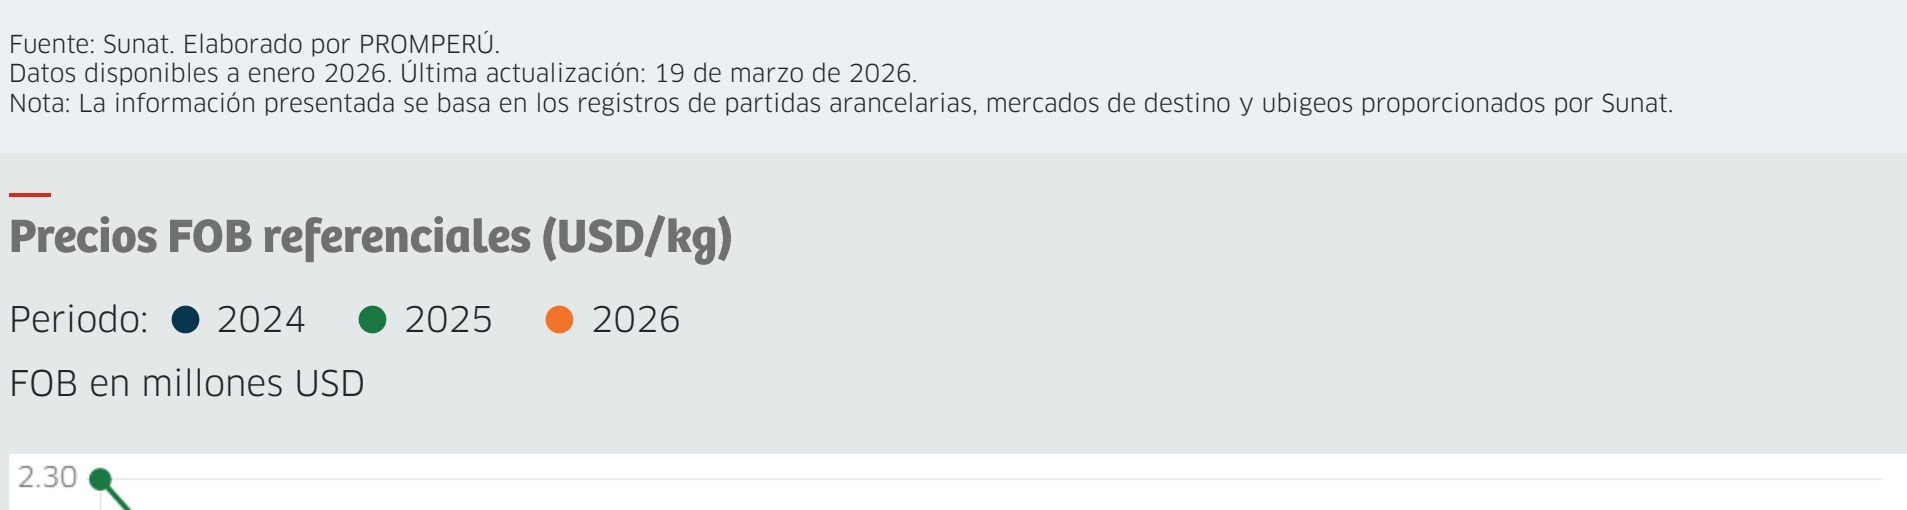 Fuente: Sunat. Elaborado por PROMPERÚ.
Datos disponibles a enero 2026. Última actualización: 19 de marzo de 2026.
Nota: La información presentada se basa en los registros de partidas arancelarias, mercados de destino y ubigeos proporcionados por Sunat.
Precios FOB referenciales (USD/kg)
Periodo: 2024 2025 2026
FOB en millones USD
2.30